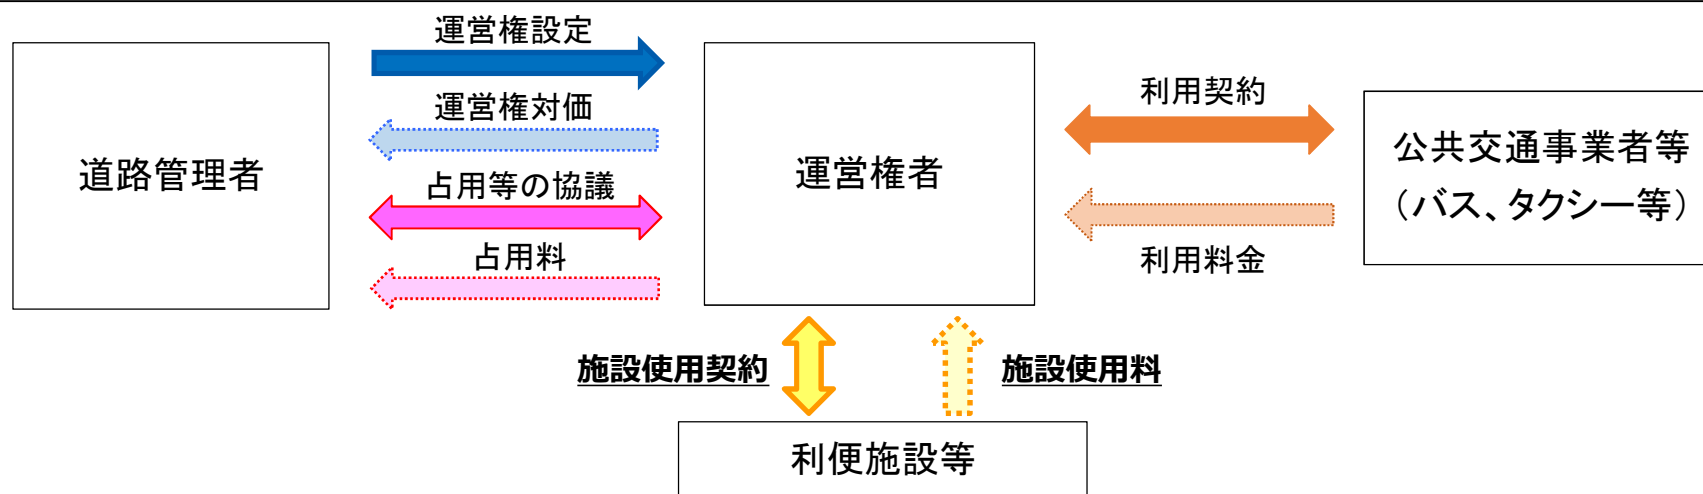 運営権設定
運営権対価
道路管理者
占用等の協議
占用料
運営権者
利用契約
利用料金
公共交通事業者等
（バス、タクシー等）
施設使用契約
施設使用料
利便施設等